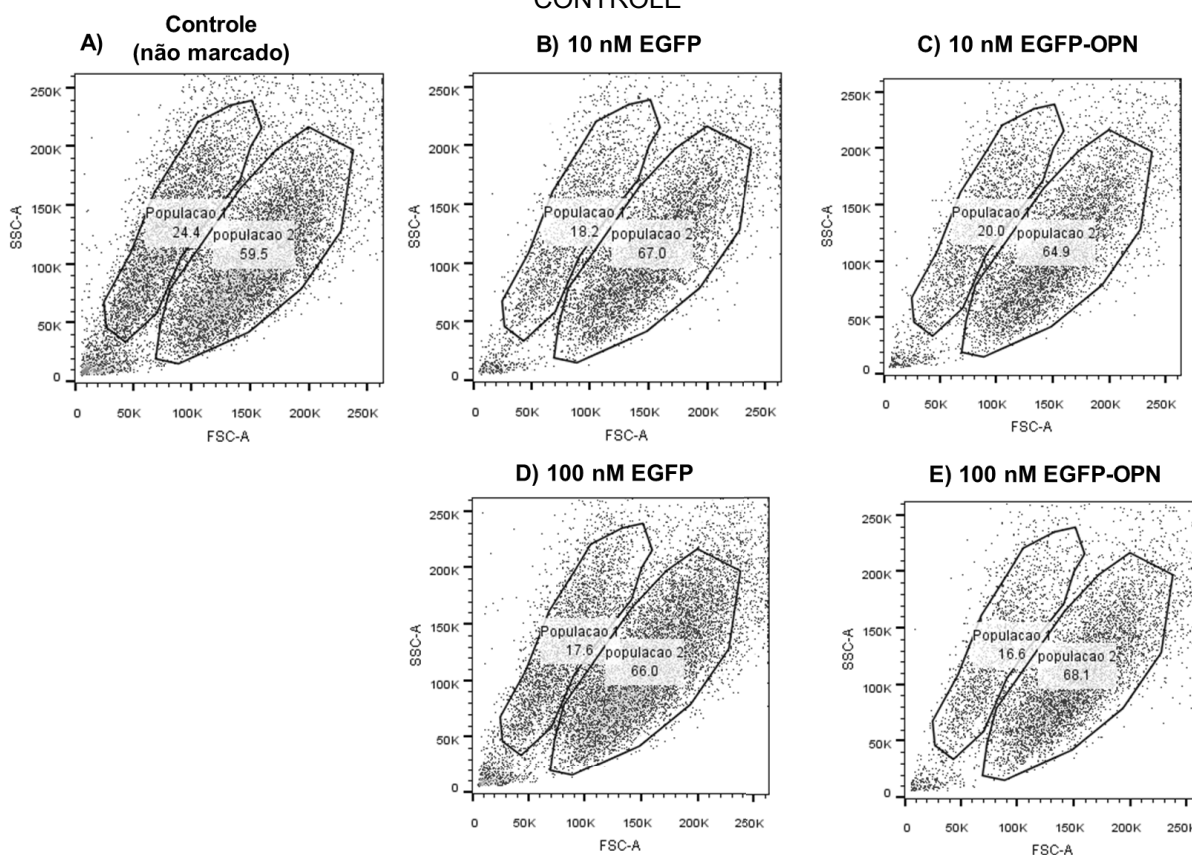 CONTROLE
A)
Controle
(não marcado)
250K
200K
150K
100K
50K
0
SSC-A
Populacao 1
24.4
populacao 2
59.5
0
50K
100K
150K
200K
250K
FSC-A
B) 10 nM EGFP
250K
200K
150K
100K
50K
0
SSC-A
Populacao 1
18.2
populacao 2
67.0
0
50K
100K
150K
200K
250K
FSC-A
C) 10 nM EGFP-OPN
250K
200K
150K
100K
50K
0
SSC-A
Populacao 1
20.0
populacao 2
64.9
0
50K
100K
150K
200K
250K
FSC-A
D) 100 nM EGFP
250K
200K
150K
100K
50K
0
SSC-A
Populacao 1
17.6
populacao 2
66.0
0
50K
100K
150K
200K
250K
FSC-A
E) 100 nM EGFP-OPN
250K
200K
150K
100K
50K
0
SSC-A
Populacao 1
16.6
populacao 2
68.1
0
50K
100K
150K
200K
250K
FSC-A